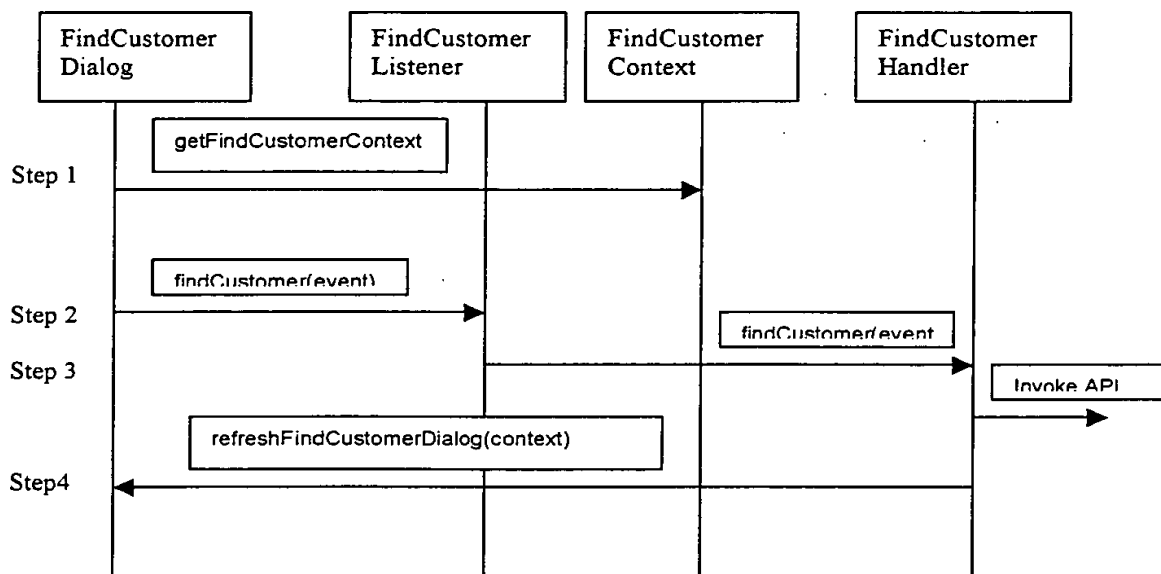 FindCustomer
Dialog
FindCustomer
Listener
FindCustomer
Context
FindCustomer
Handler
getFindCustomerContext
Step 1
findCustomer(event)
Step 2
findCustomer(event
Step 3
Invoke API
refreshFindCustomerDialog(context)
Step4